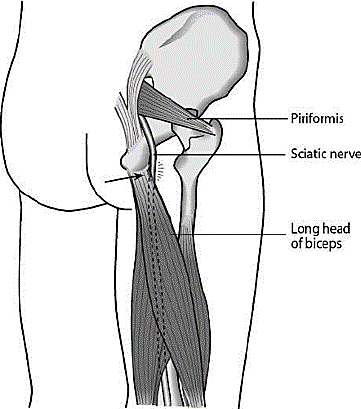 Piriformis
Sciatic nerve
Long head
of biceps